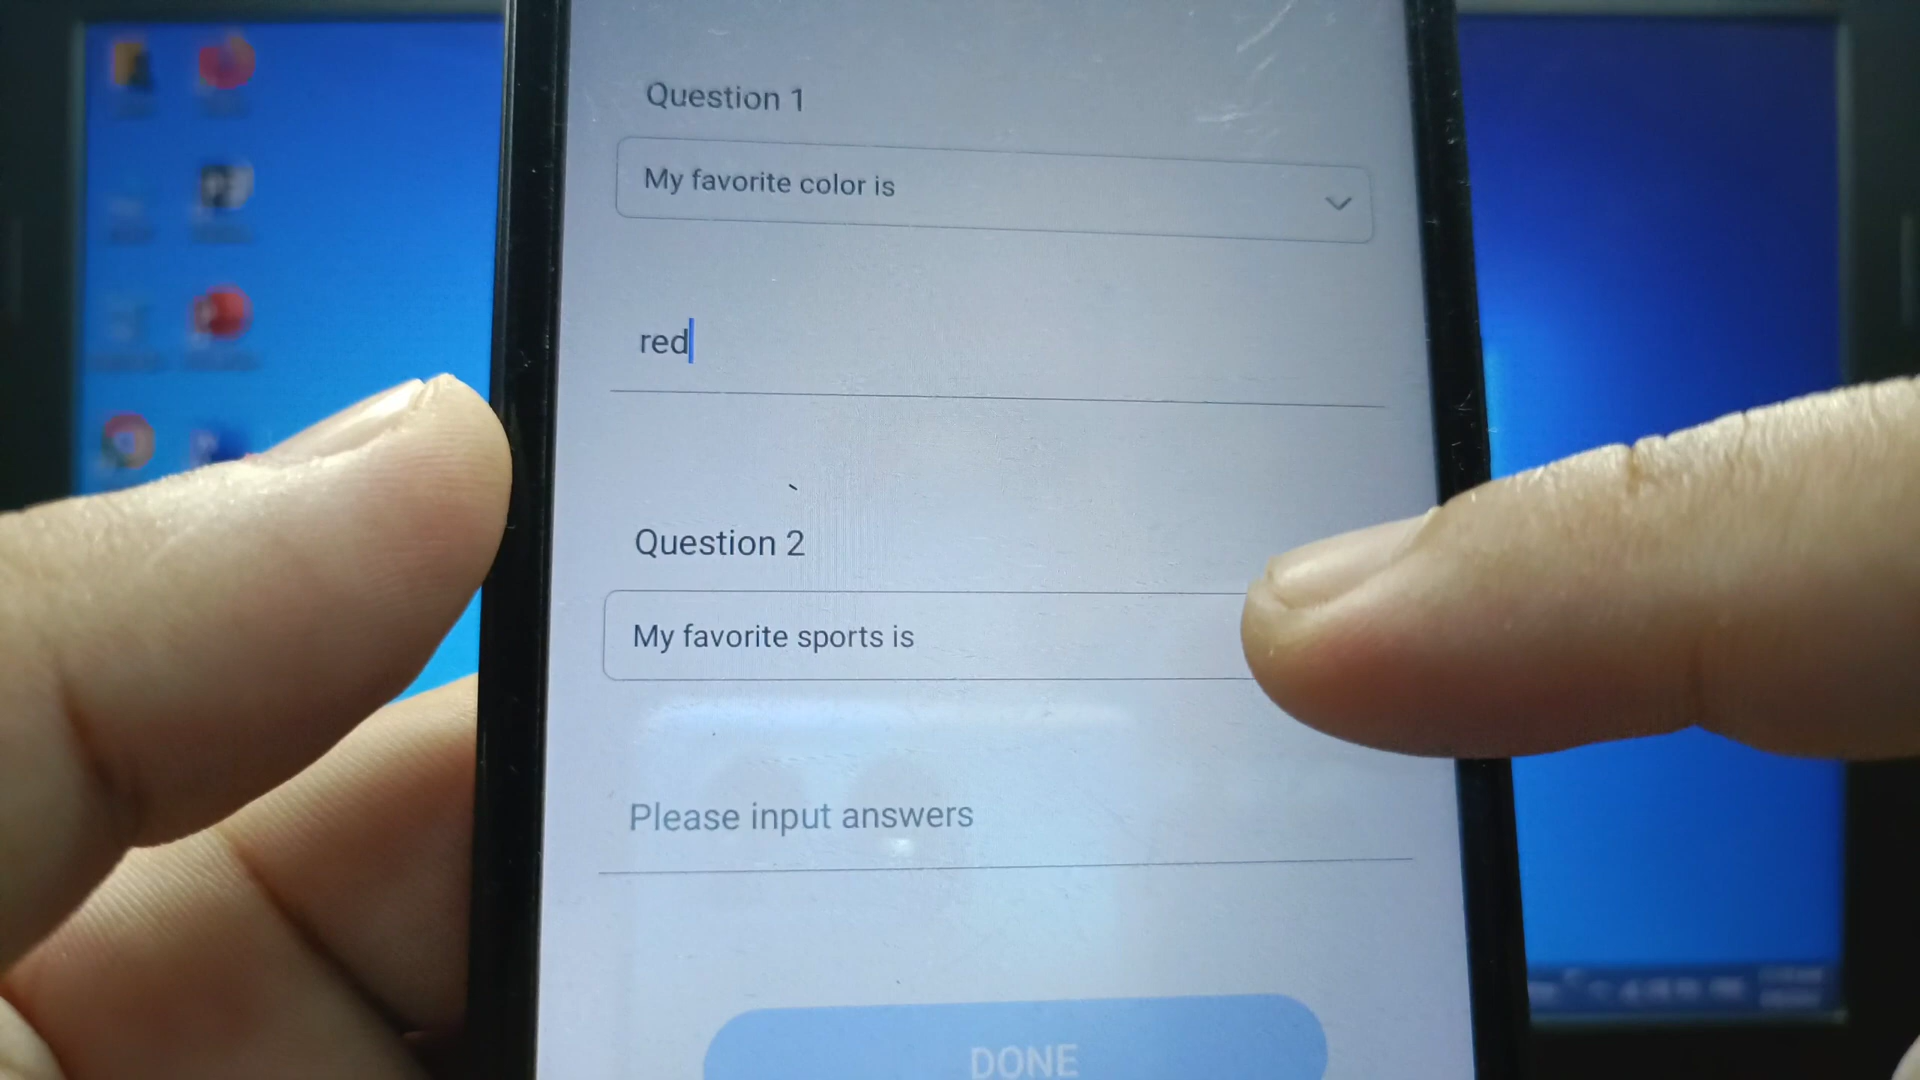 Question 1
My favorite color is
red
Question 2
My favorite sports is
Please input answers
DONE